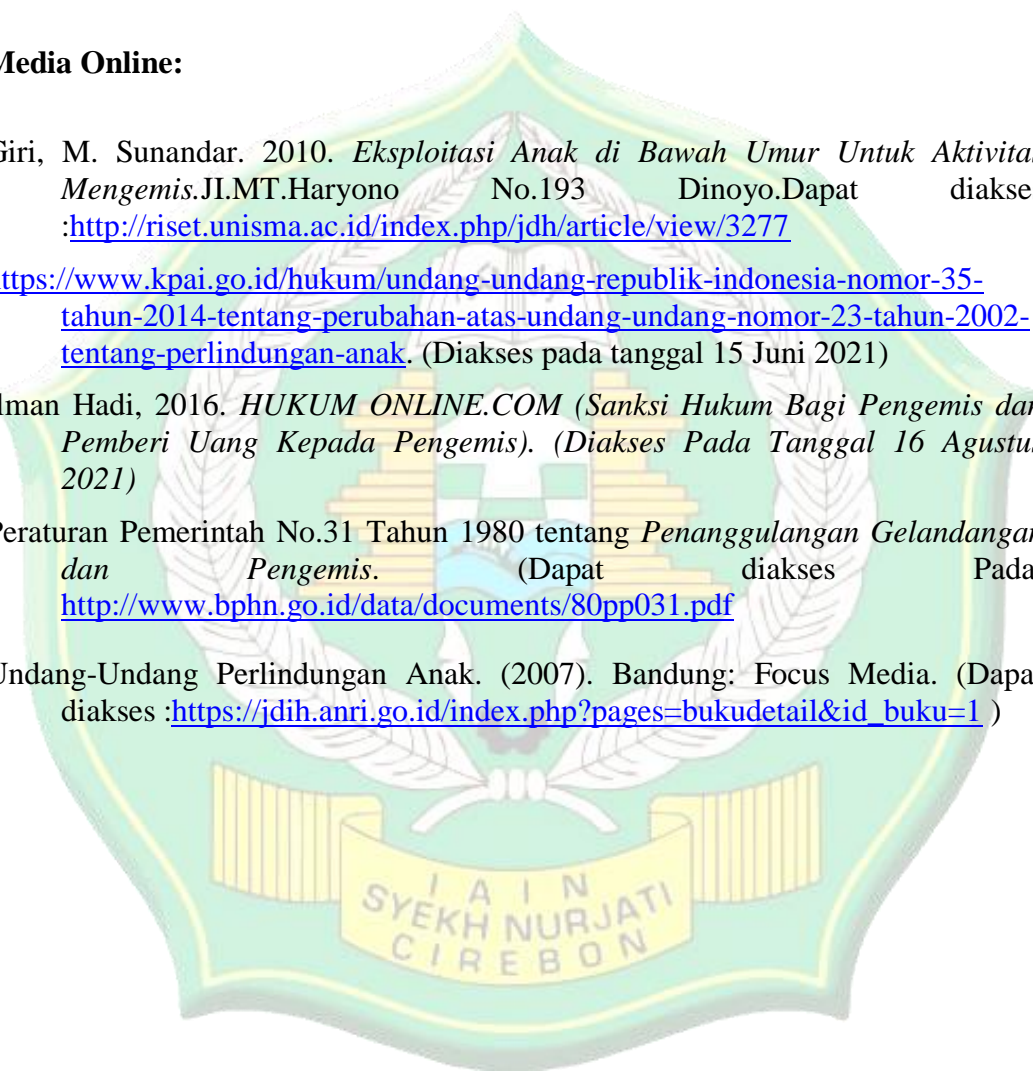 Media Online:
Giri, M. Sunandar. 2010. Eksploitasi Anak di Bawah Umur Untuk Aktivita
Mengemis.JI.MT.Haryono No.193 Dinoyo.Dapat diakse
:http://riset.unisma.ac.id/index.php/jdh/article/view/3277
https://www.kpai.go.id/hukum/undang-undang-republik-indonesia-nomor-35-
tahun-2014-tentang-perubahan-atas-undang-undang-nomor-23-tahun-2002-
tentang-perlindungan-anak. (Diakses pada tanggal 15 Juni 2021)
lman Hadi, 2016. HUKUM ONLINE.COM (Sanksi Hukum Bagi Pengemis dan
Pemberi Uang Kepada Pengemis). (Diakses Pada Tanggal 16 Agustu
2021)
Peraturan Pemerintah No.31 Tahun 1980 tentang Penanggulangan Gelandangan
dan Pengemis. (Dapat diakses Pada
http://www.bphn.go.id/data/documents/80pp031.pdf
Undang-Undang Perlindungan Anak. (2007). Bandung: Focus Media. (Dapa
diakses :https://jdih.anri.go.id/index.php?pages=bukudetail&id_buku=1 )
IAIN
SYEKH NURJATI
CIREBON